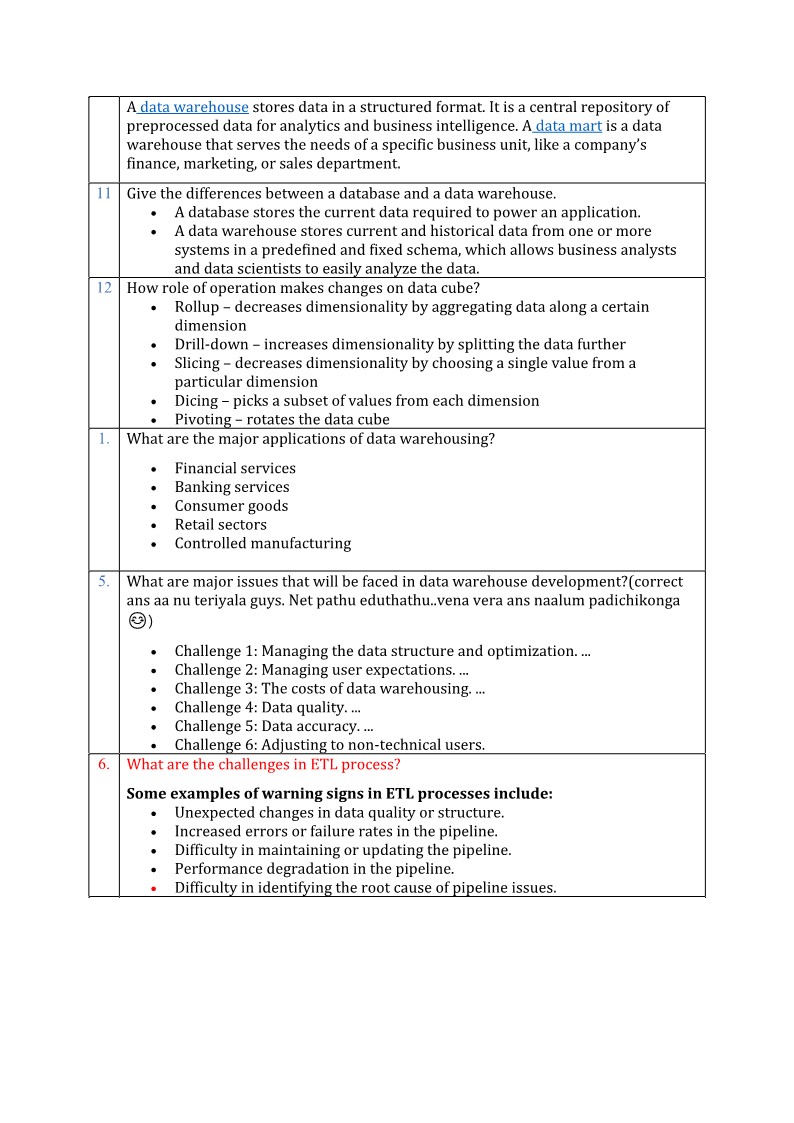 A data warehouse stores data in a structured format. It is a central repository of
preprocessed data for analytics and business intelligence. A data mart is a data
warehouse that serves the needs of a specific business unit, like a company’s
finance, marketing, or sales department.
11 Give the differences between a database and a data warehouse.
• A database stores the current data required to power an application.
• A data warehouse stores current and historical data from one or more
systems in a predefined and fixed schema, which allows business analysts
and data scientists to easily analyze the data.
12 How role of operation makes changes on data cube?
• Rollup – decreases dimensionality by aggregating data along a certain
dimension
• Drill-down – increases dimensionality by splitting the data further
• Slicing – decreases dimensionality by choosing a single value from a
particular dimension
• Dicing – picks a subset of values from each dimension
• Pivoting – rotates the data cube
1. What are the major applications of data warehousing?
• Financial services
• Banking services
• Consumer goods
• Retail sectors
• Controlled manufacturing
5. What are major issues that will be faced in data warehouse development?(correct
ans aa nu teriyala guys. Net pathu eduthathu..vena vera ans naalum padichikonga
😊)
• Challenge 1: Managing the data structure and optimization. ...
• Challenge 2: Managing user expectations. ...
• Challenge 3: The costs of data warehousing. ...
• Challenge 4: Data quality. ...
• Challenge 5: Data accuracy. ...
• Challenge 6: Adjusting to non-technical users.
6. What are the challenges in ETL process?
Some examples of warning signs in ETL processes include:
• Unexpected changes in data quality or structure.
• Increased errors or failure rates in the pipeline.
• Difficulty in maintaining or updating the pipeline.
• Performance degradation in the pipeline.
• Difficulty in identifying the root cause of pipeline issues.